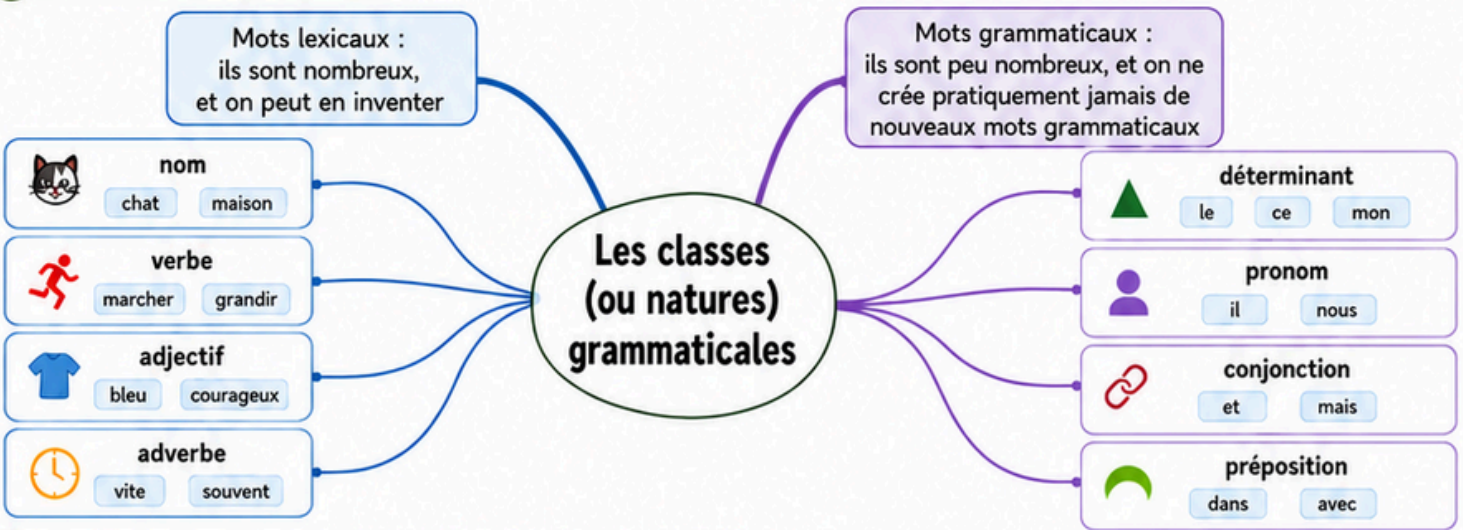 Mots lexicaux :
ils sont nombreux,
et on peut en inventer
Mots grammaticaux :
ils sont peu nombreux, et on ne
crée pratiquement jamais de
nouveaux mots grammaticaux
Les classes
(ou natures)
grammaticales
nom
chat maison
verbe
marcher grandir
adjectif
bleu courageux
adverbe
vite souvent
déterminant
le ce mon
pronom
il nous
conjonction
et mais
préposition
dans avec